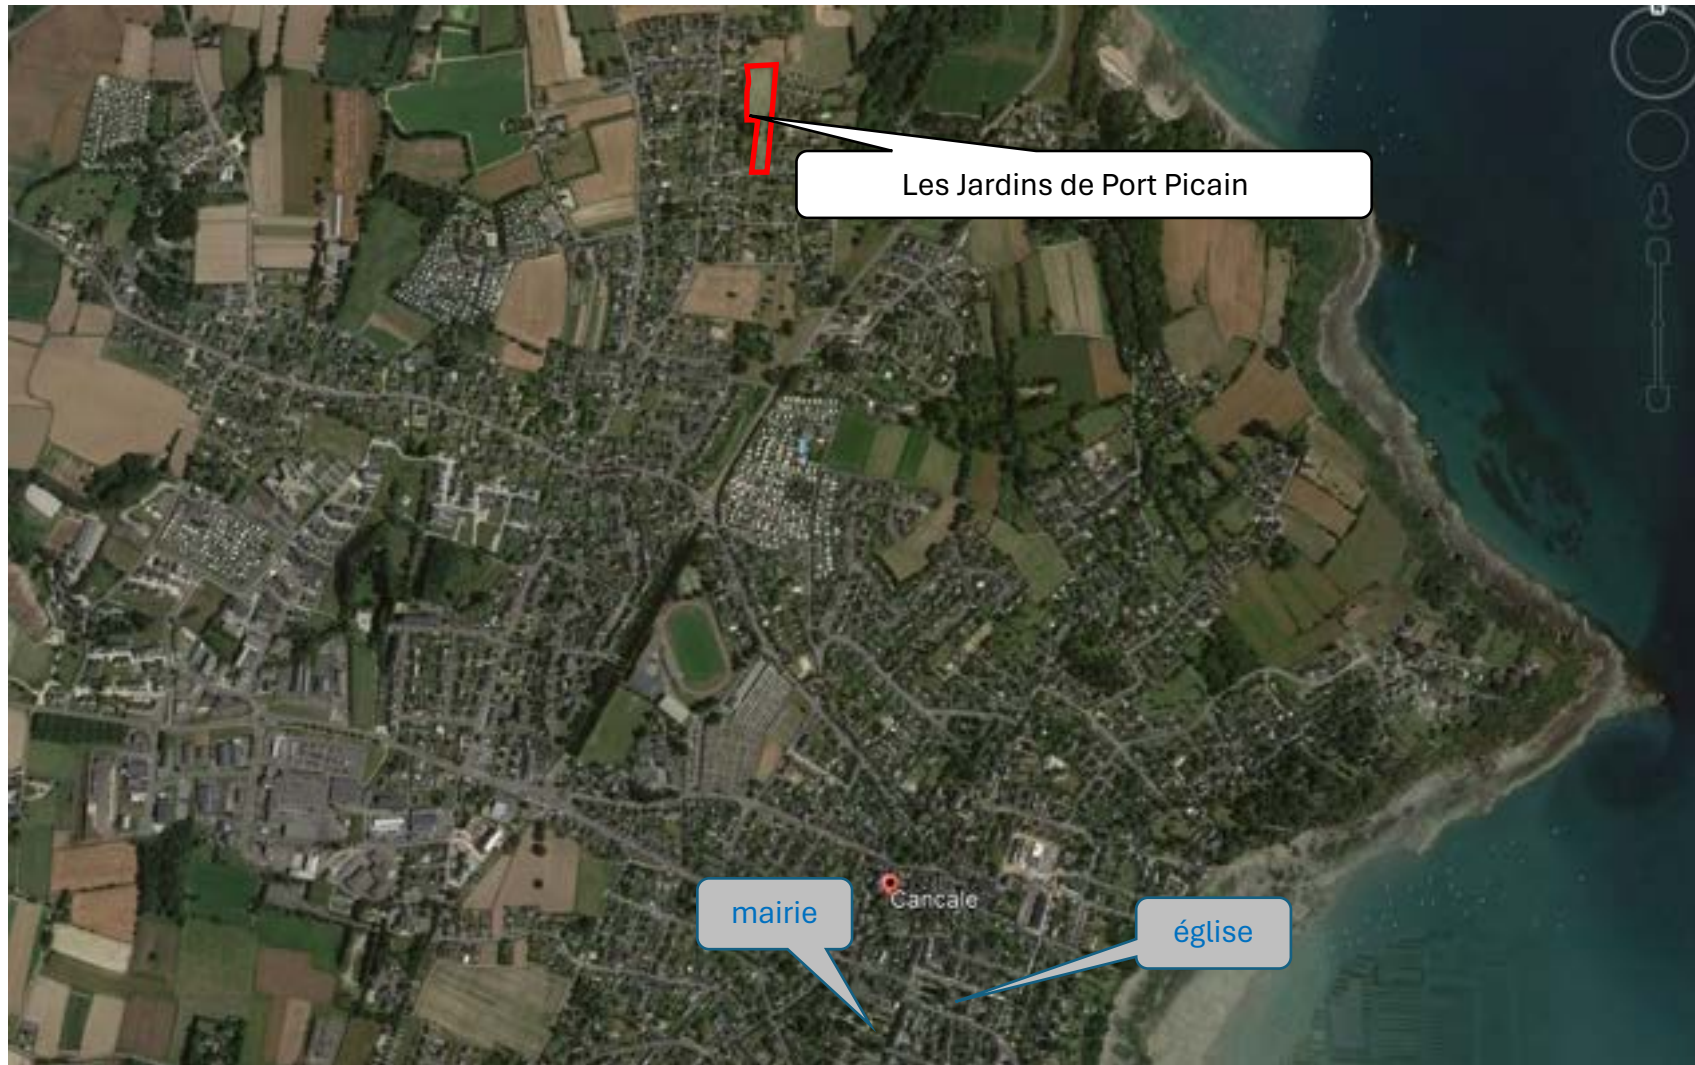 Les Jardins de Port Picain
mairie
Cancale
église